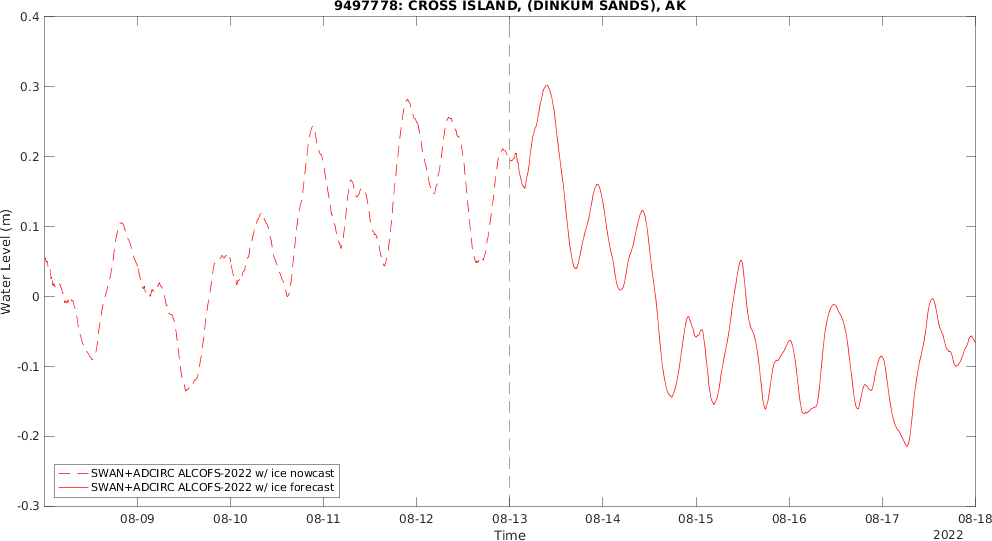 9497778: CROSS ISLAND, (DINKUM SANDS), AK
0.4
0.3
0.2
0.1
0
-0.1
-0.2
-0.3
Water Level (m)
SWAN+ADCIRC ALCOFS-2022 w/ ice nowcast
SWAN+ADCIRC ALCOFS-2022 w/ ice forecast
08-09 08-10 08-11 08-12 08-13 08-14 08-15 08-16 08-17 08-18
Time
2022